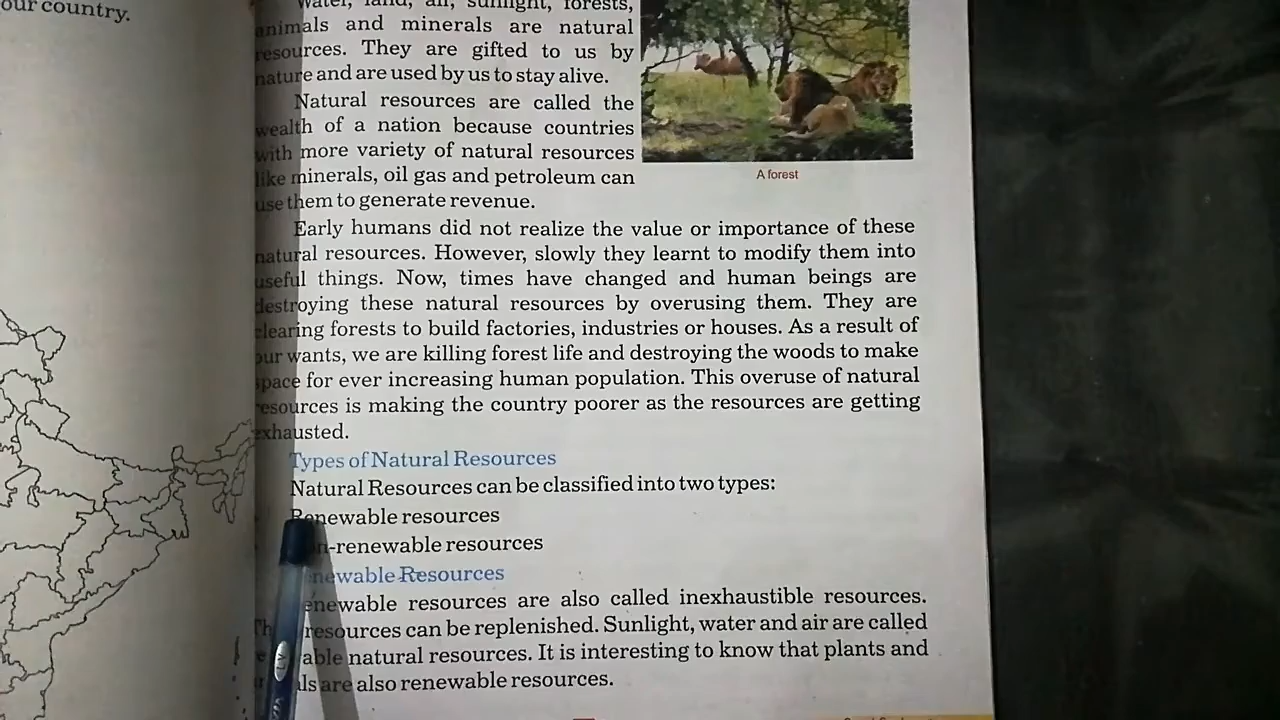 our country.
Water, land, air, sunlight, forests,
animals and minerals are natural
resources. They are gifted to us by
nature and are used by us to stay alive.
Natural resources are called the
wealth of a nation because countries
with more variety of natural resources
like minerals, oil gas and petroleum can
use them to generate revenue.
A forest
Early humans did not realize the value or importance of these
natural resources. However, slowly they learnt to modify them into
useful things. Now, times have changed and human beings are
destroying these natural resources by overusing them. They are
clearing forests to build factories, industries or houses. As a result of
our wants, we are killing forest life and destroying the woods to make
space for ever increasing human population. This overuse of natural
resources is making the country poorer as the resources are getting
exhausted.
Types of Natural Resources
Natural Resources can be classified into two types:
Renewable resources
-renewable resources
Renewable Resources
Renewable resources are also called inexhaustible resources.
resources can be replenished. Sunlight, water and air are called
natural resources. It is interesting to know that plants and
are also renewable resources.